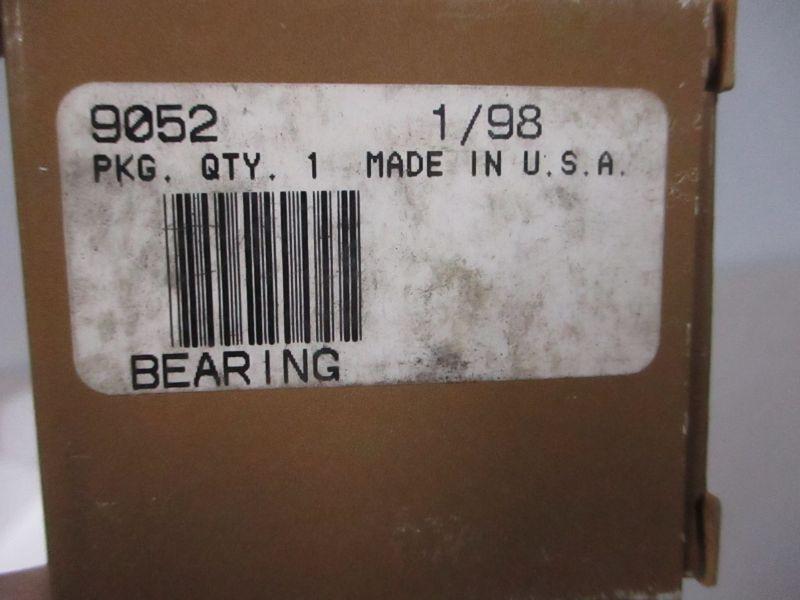 9052 1/98
PKG. QTY. 1 MADE IN U.S.A.
BEARING